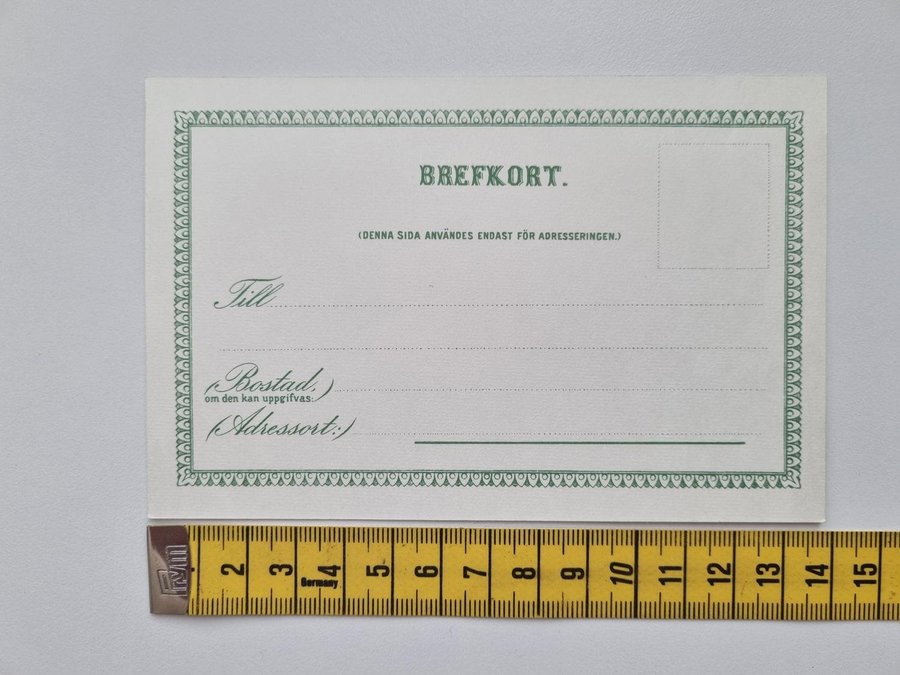 BREFKORT.
(DENNA SIDA ANVÄNDES ENDAST FÖR ADRESSERINGEN.)
Till
(Bostad,)
om den kan uppgifvas:
(Adressort:)
2 3 4 5 6 7 8 9 10 11 12 13 14 15
Germany